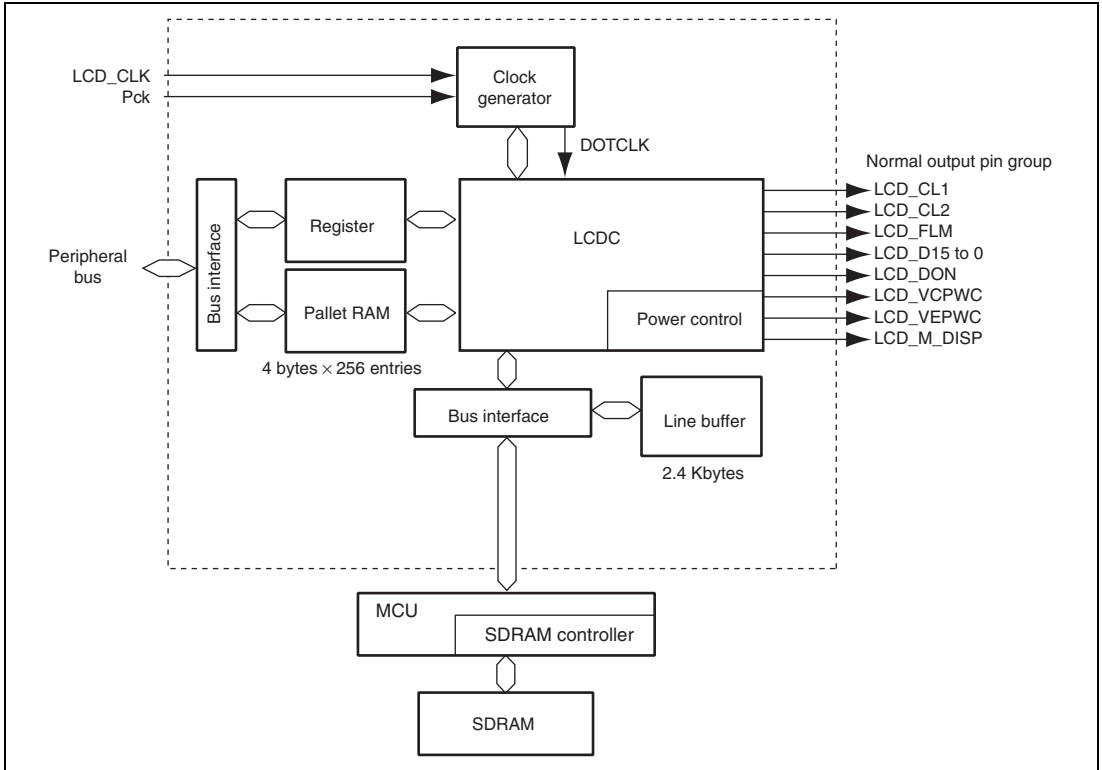 LCD_CLK
Pck
Clock
generator
DOTCLK
Normal output pin group
LCD_CL1
LCD_CL2
LCD_FLM
LCD_D15 to 0
LCD_DON
LCD_VCPWC
LCD_VEPWC
LCD_M_DISP
Peripheral
bus
Bus interface
Register
Pallet RAM
4 bytes × 256 entries
LCDC
Power control
Bus interface
Line buffer
2.4 Kbytes
MCU
SDRAM controller
SDRAM